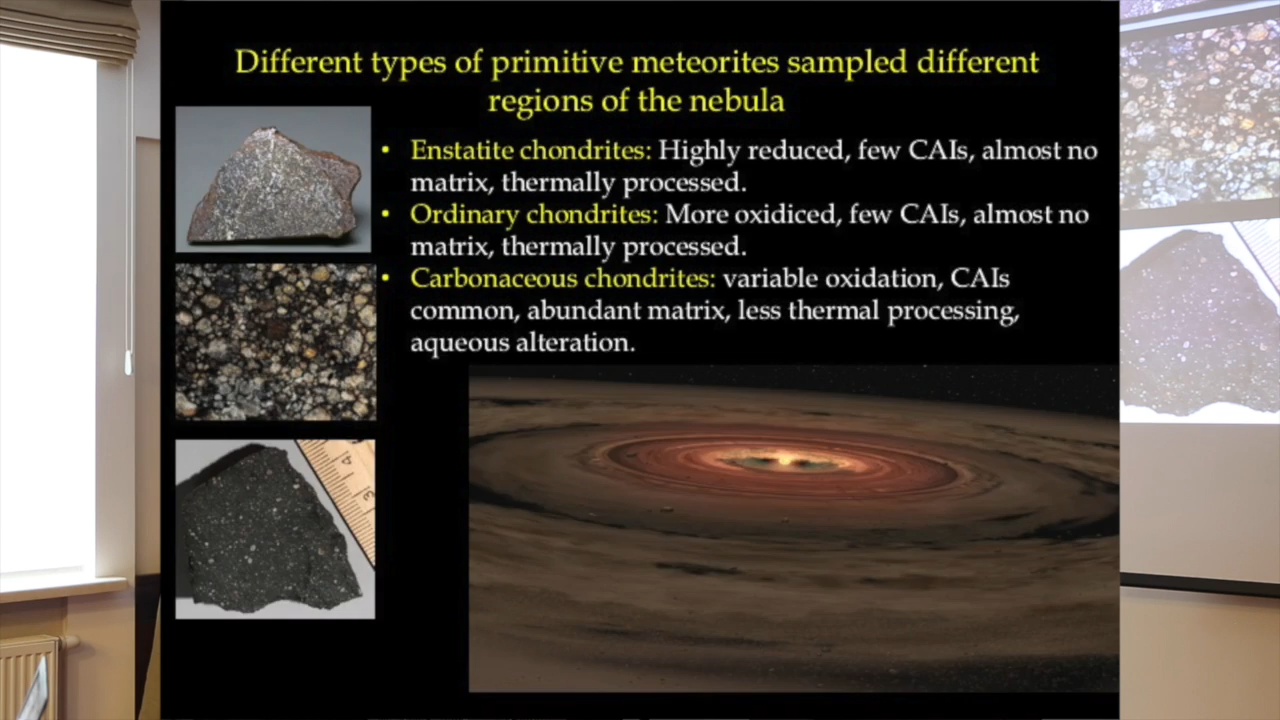 Different types of primitive meteorites sampled different
regions of the nebula
• Enstatite chondrites: Highly reduced, few CAIs, almost no
matrix, thermally processed.
• Ordinary chondrites: More oxidiced, few CAIs, almost no
matrix, thermally processed.
• Carbonaceous chondrites: variable oxidation, CAIs
common, abundant matrix, less thermal processing,
aqueous alteration.
4
3